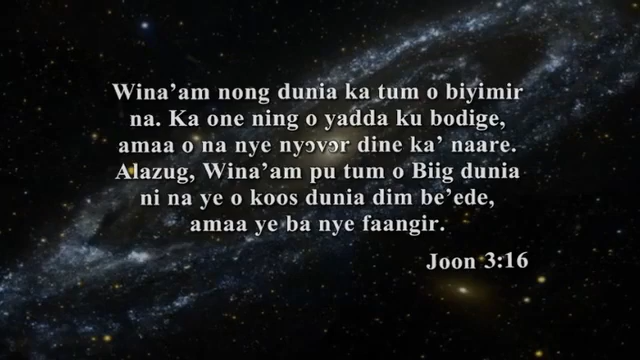 Wina’am nong dunia ka tum o biyimir
na. Ka one ning o yadda ku bodige,
amaa o na nye nyɔvɔr dine ka’ naare.
Alazug, Wina’am pu tum o Biig dunia
ni na ye o koos dunia dim be’ede,
amaa ye ba nye faangir.
Joon 3:16